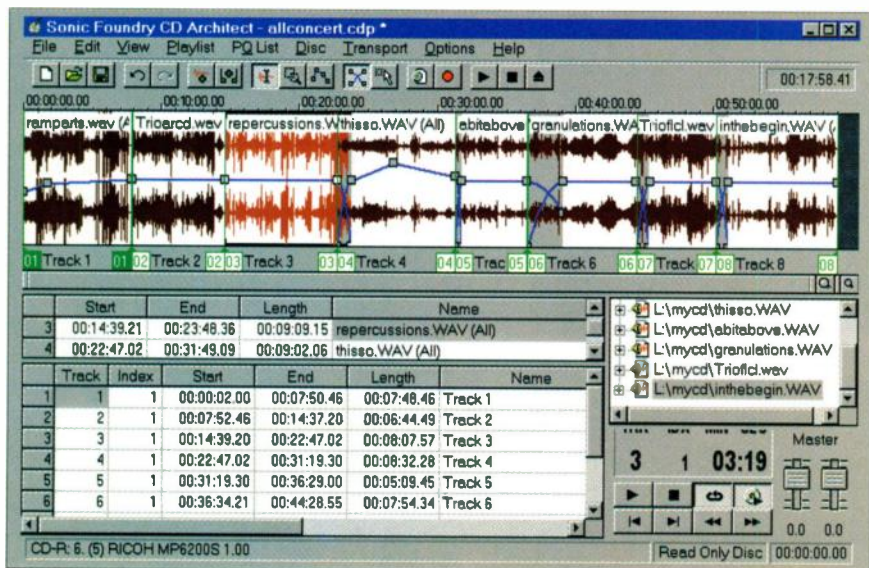 Sonic Foundry CD Architect - allconcert.cdp *
File Edit View Playlist PQ List Disc Transport Options Help
00:17:58.41
00:00:00.00 00:10:00.00 00:20:00.00 00:30:00.00 00:40:00.00 00:50:00.00
ramparts.wav (A Trioarcd.wav repercussions.W thisso.WAV (All) abitabove granulations.WA Trioflcl.wav inthebegin.WAV (
01 Track 1 01 02 Track 2 02 03 Track 3 03 04 Track 4 04 05 Trac 05 06 Track 6 06 07 Track 07 08 Track 8 08
Start End Length Name
3 00:14:39.21 00:23:48.36 00:09:09.15 repercussions.WAV (All)
4 00:22:47.02 00:31:49.09 00:09:02.06 thisso.WAV (All)
L:\mycd\thisso.WAV
L:\mycd\abitabove.WAV
L:\mycd\granulations.WAV
L:\mycd\Trioflcl.wav
L:\mycd\inthebegin.WAV
Track Index Start End Length Name
1 1 1 00:00:02.00 00:07:50.46 00:07:48.46 Track 1
2 2 1 00:07:52.46 00:14:37.20 00:06:44.49 Track 2
3 3 1 00:14:39.20 00:22:47.02 00:08:07.57 Track 3
4 4 1 00:22:47.02 00:31:19.30 00:08:32.28 Track 4
5 5 1 00:31:19.30 00:36:29.00 00:05:09.45 Track 5
6 6 1 00:36:34.21 00:44:28.55 00:07:54.34 Track 6
Master
3 1 03:19
0.0 0.0
CD-R: 6. (5) RICOH MP6200S 1.00
Read Only Disc 00:00:00.00